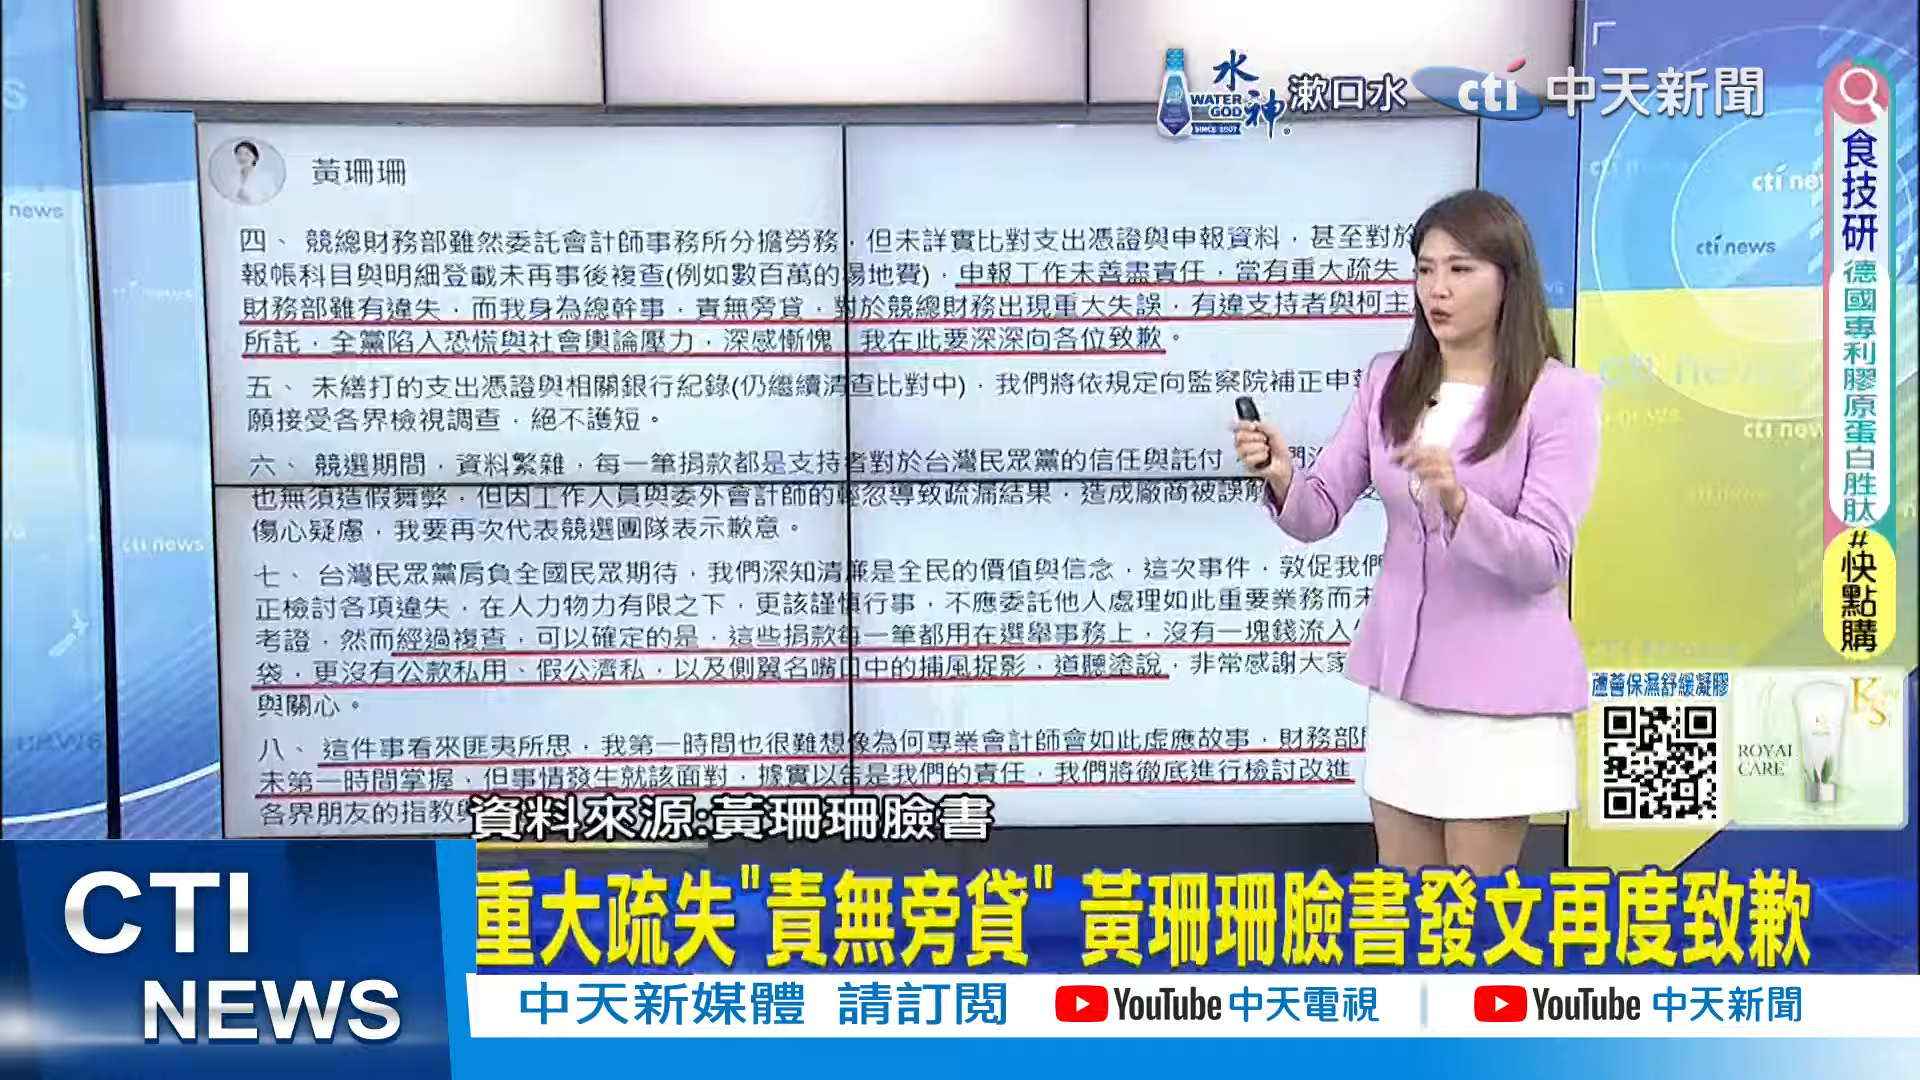 水神
WATER GOD
SINCE 2007
漱口水
cti 中天新聞
黃珊珊
四、競總財務部雖然委託會計師事務所分擔勞務，但未詳實比對支出憑證與申報資料，甚至對於
報帳科目與明細登載未再事後複查(例如數百萬的場地費)，申報工作未善盡責任，當有重大疏失
財務部雖有違失，而我身為總幹事，責無旁貸，對於競總財務出現重大失誤，有違支持者與柯主
所託，全黨陷入恐慌與社會輿論壓力，深感慚愧，我在此要深深向各位致歉。
五、未繕打的支出憑證與相關銀行紀錄(仍繼續清查比對中)，我們將依規定向監察院補正申報
願接受各界檢視調查，絕不護短。
六、競選期間，資料繁雜，每一筆捐款都是支持者對於台灣民眾黨的信任與託付，
也無須造假舞弊，但因工作人員與委外會計師的輕忽導致疏漏結果，造成廠商被誤解
傷心疑慮，我要再次代表競選團隊表示歉意。
七、台灣民眾黨肩負全國民眾期待，我們深知清廉是全民的價值與信念，這次事件，敦促我們
正檢討各項違失，在人力物力有限之下，更該謹慎行事，不應委託他人處理如此重要業務而未
考證，然而經過複查，可以確定的是，這些捐款每一筆都用在選舉事務上，沒有一塊錢流入
袋，更沒有公款私用、假公濟私，以及側翼名嘴口中的捕風捉影，道聽塗說，非常感謝大家
與關心。
八、這件事看來匪夷所思，我第一時間也很難想像為何專業會計師會如此虛應故事，財務部門
未第一時間掌握，但事情發生就該面對，據實以告是我們的責任，我們將徹底進行檢討改進
各界朋友的指教
資料來源:黃珊珊臉書
食技研 德國專利膠原蛋白胜肽 #快點購
蘆薈保濕舒緩凝膠
ROYAL CARE
news
cti news
cti news
cti news
cti news
CTI NEWS
重大疏失"責無旁貸" 黃珊珊臉書發文再度致歉
中天新媒體 請訂閱 YouTube 中天電視 | YouTube 中天新聞